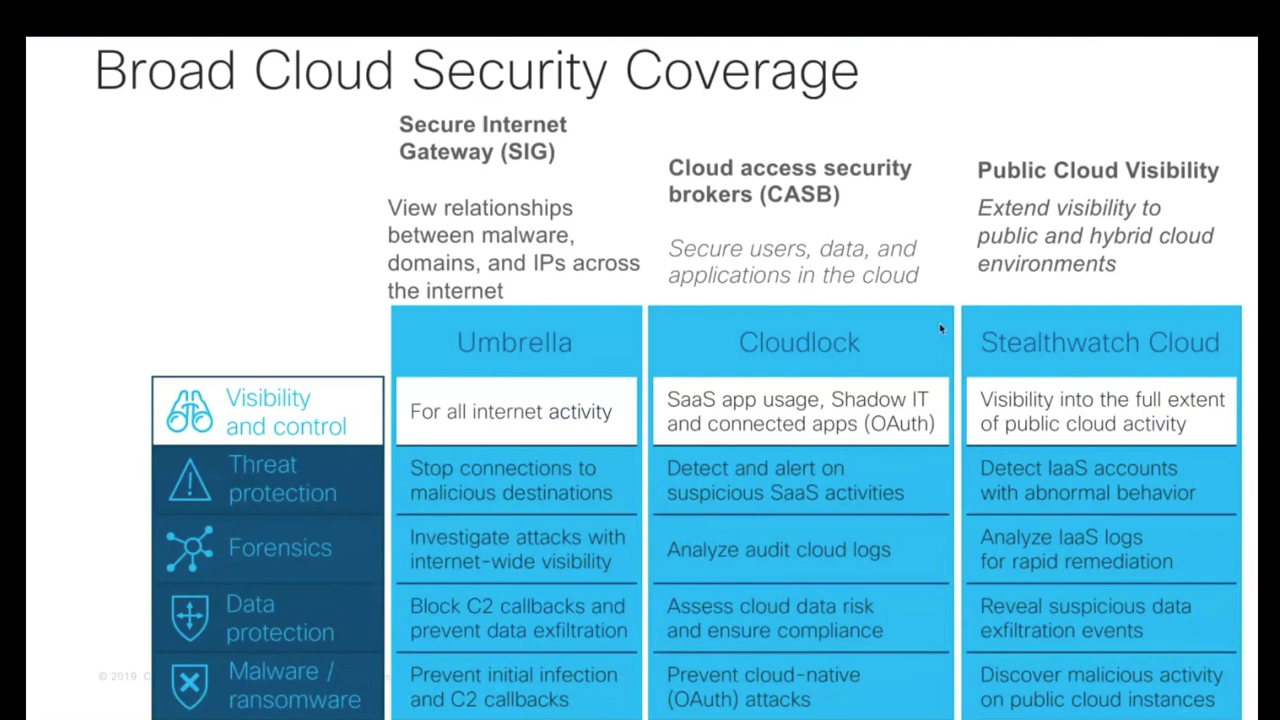 Broad Cloud Security Coverage
Secure Internet
Gateway (SIG)
View relationships
between malware,
domains, and IPs across
the internet
Cloud access security
brokers (CASB)
Secure users, data, and
applications in the cloud
Public Cloud Visibility
Extend visibility to
public and hybrid cloud
environments
Umbrella
Cloudlock
Stealthwatch Cloud
Visibility
and control
For all internet activity
SaaS app usage, Shadow IT
and connected apps (OAuth)
Visibility into the full extent
of public cloud activity
Threat
protection
Stop connections to
malicious destinations
Detect and alert on
suspicious SaaS activities
Detect IaaS accounts
with abnormal behavior
Forensics
Investigate attacks with
internet-wide visibility
Analyze audit cloud logs
Analyze IaaS logs
for rapid remediation
Data
protection
Block C2 callbacks and
prevent data exfiltration
Assess cloud data risk
and ensure compliance
Reveal suspicious data
exfiltration events
Malware /
ransomware
Prevent initial infection
and C2 callbacks
Prevent cloud-native
(OAuth) attacks
Discover malicious activity
on public cloud instances
© 2019